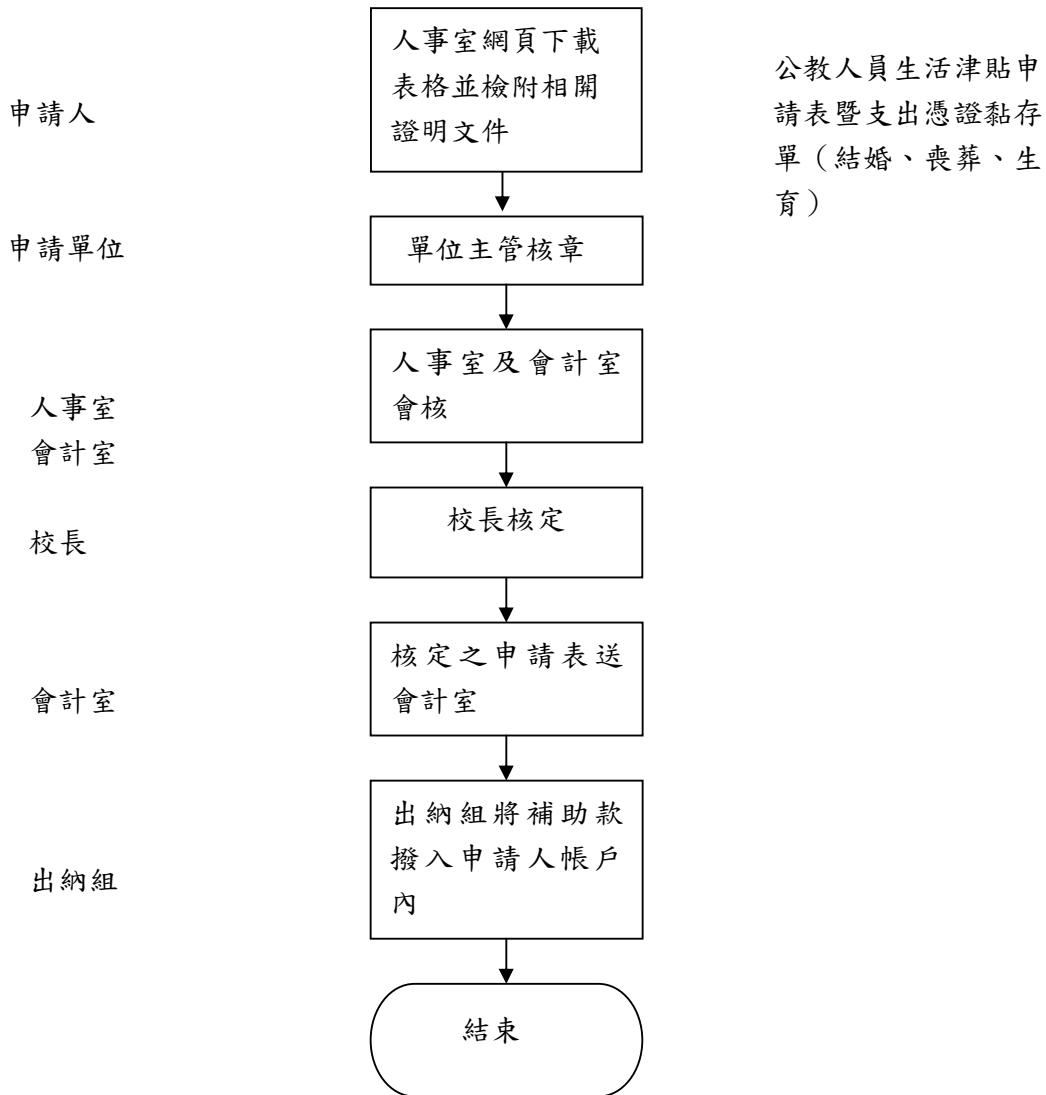 人事室網頁下載
表格並檢附相開
證明文件
公教人員生活津貼申
請表暨支出憑證黏存
單（結婚、喪葬、生
育）
申請人
申請單位
單位主管核章
人事室及會計室
會核
人事室
會計室
校長核定
校長
核定之申請表送
會計室
會計室
出納組將補助款
撥入申請人帳戶
內
出納組
結束